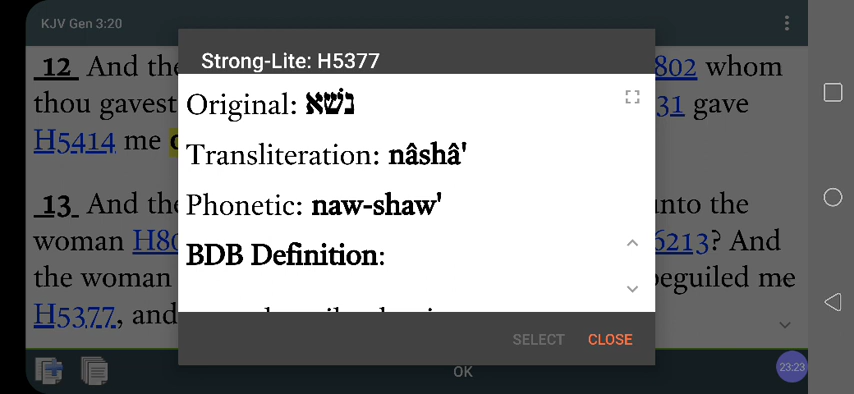 KJV Gen 3:20
Strong-Lite: H5377
12 And the
802 whom
Original: נשׁא
thou gavest
31 gave
H5414 me
Transliteration: nâshâ'
Phonetic: naw-shaw'
13 And the
unto the
woman
6213? And
BDB Definition:
the woman
beguiled me
H5377, and
SELECT CLOSE
OK
23:23